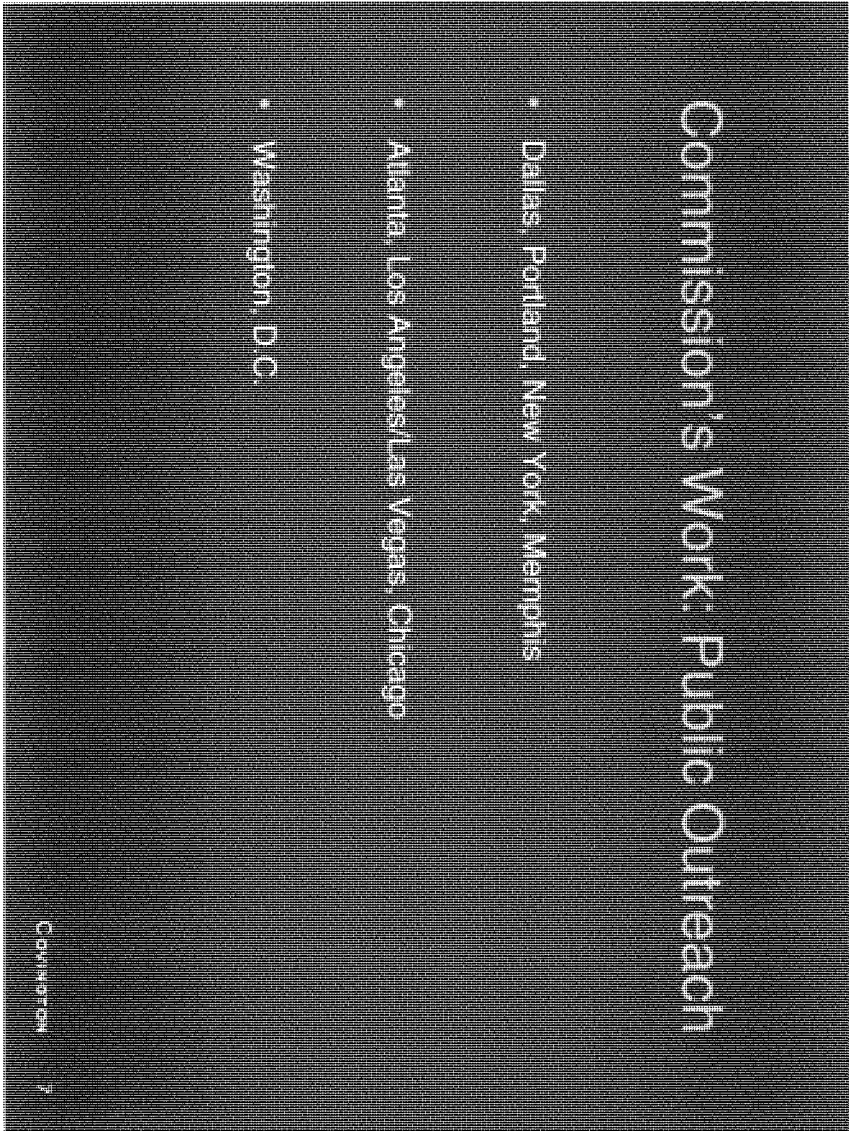 Commission's Work: Public Outreach
• Dallas, Portland, New York, Memphis
• Atlanta, Los Angeles/Las Vegas, Chicago
• Washington, D.C.
COVINGTON 7